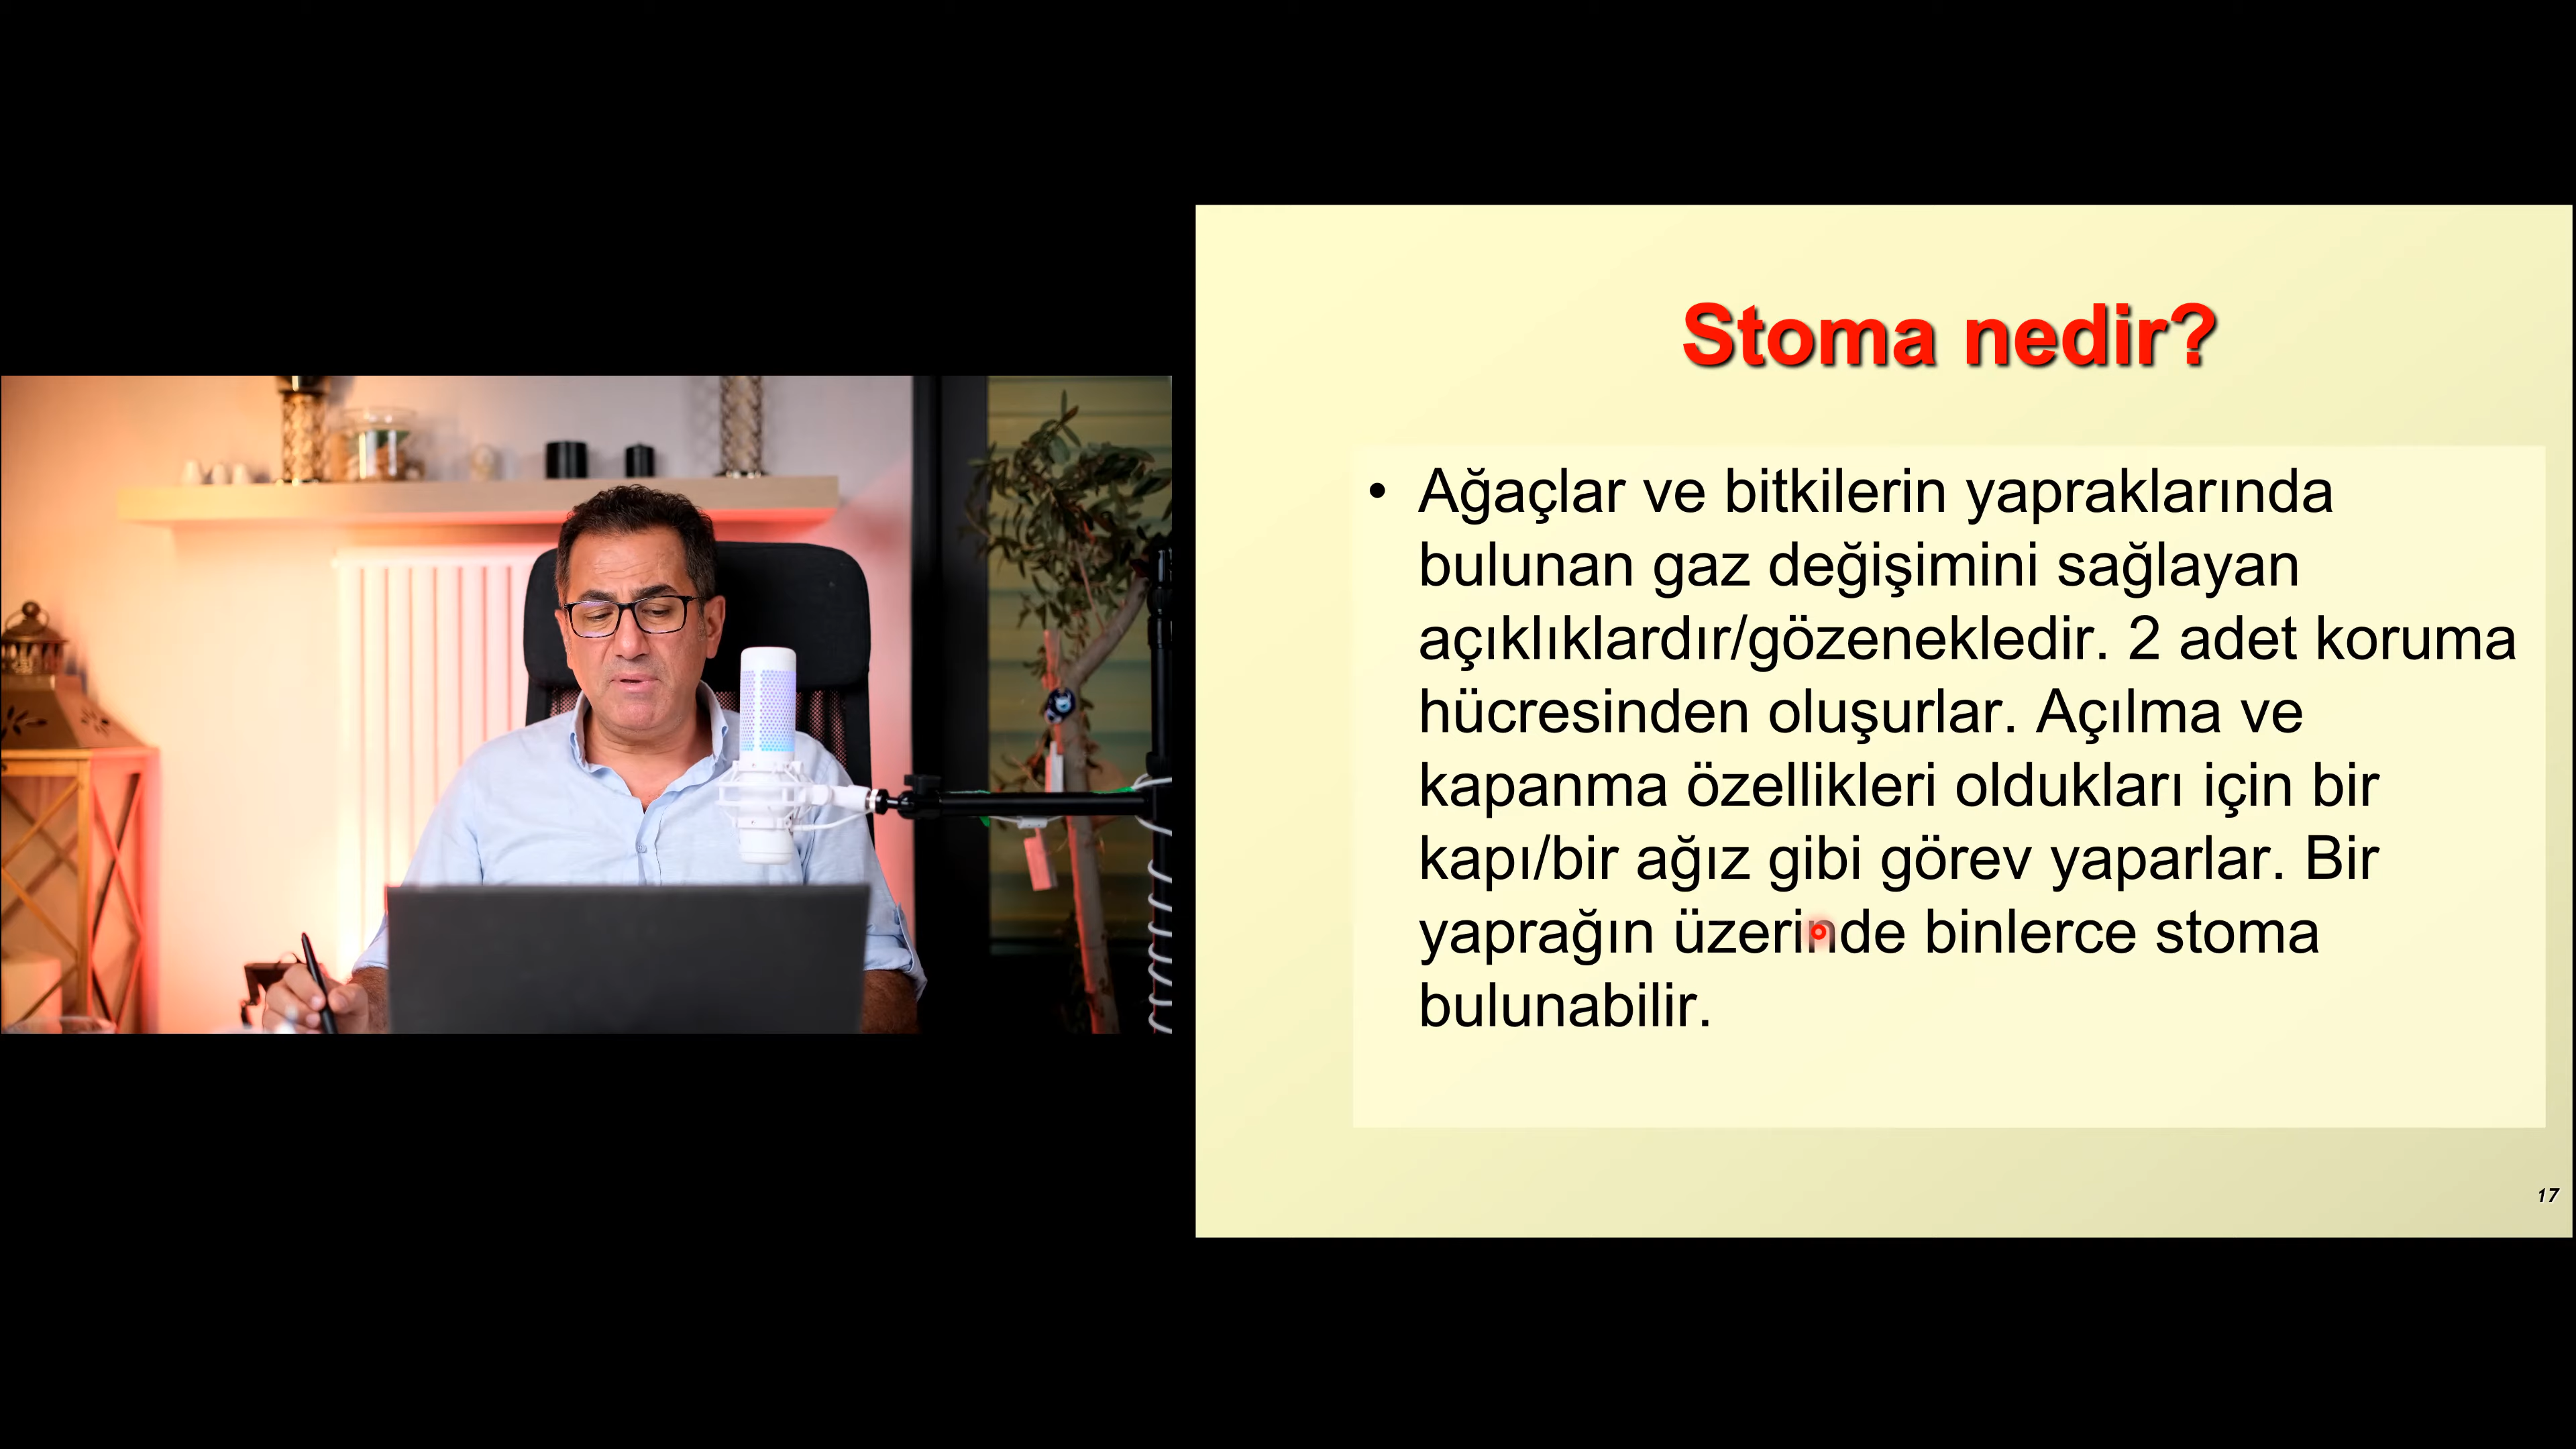 Stoma nedir?
• Ağaçlar ve bitkilerin yapraklarında
bulunan gaz değişimini sağlayan
açıklıklardır/gözenekledir. 2 adet koruma
hücresinden oluşurlar. Açılma ve
kapanma özellikleri oldukları için bir
kapı/bir ağız gibi görev yaparlar. Bir
yaprağın üzerinde binlerce stoma
bulunabilir.
17